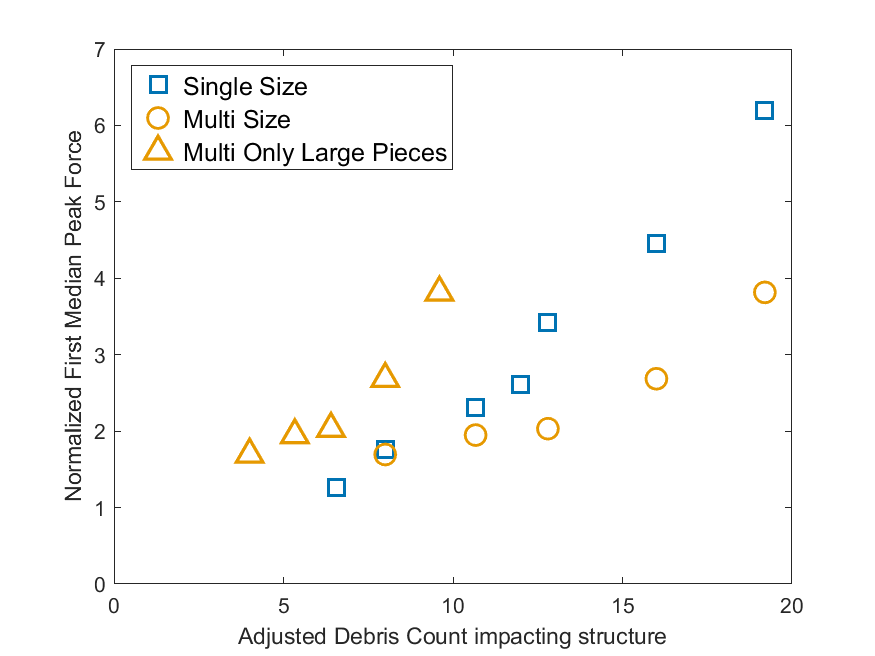 7
6
5
4
3
2
1
0
Normalized First Median Peak Force
Single Size
Multi Size
Multi Only Large Pieces
0 5 10 15 20
Adjusted Debris Count impacting structure